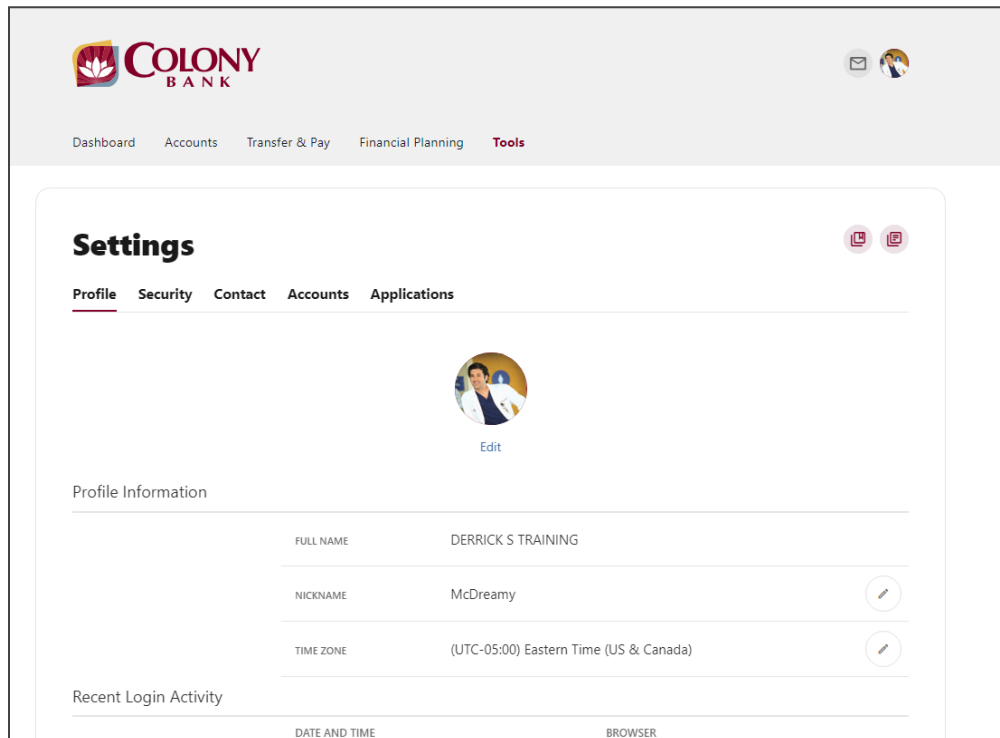 COLONY
BANK
Dashboard Accounts Transfer & Pay Financial Planning Tools
Settings
Profile Security Contact Accounts Applications
Edit
Profile Information
FULL NAME DERRICK S TRAINING
NICKNAME McDreamy
TIME ZONE (UTC-05:00) Eastern Time (US & Canada)
Recent Login Activity
DATE AND TIME BROWSER